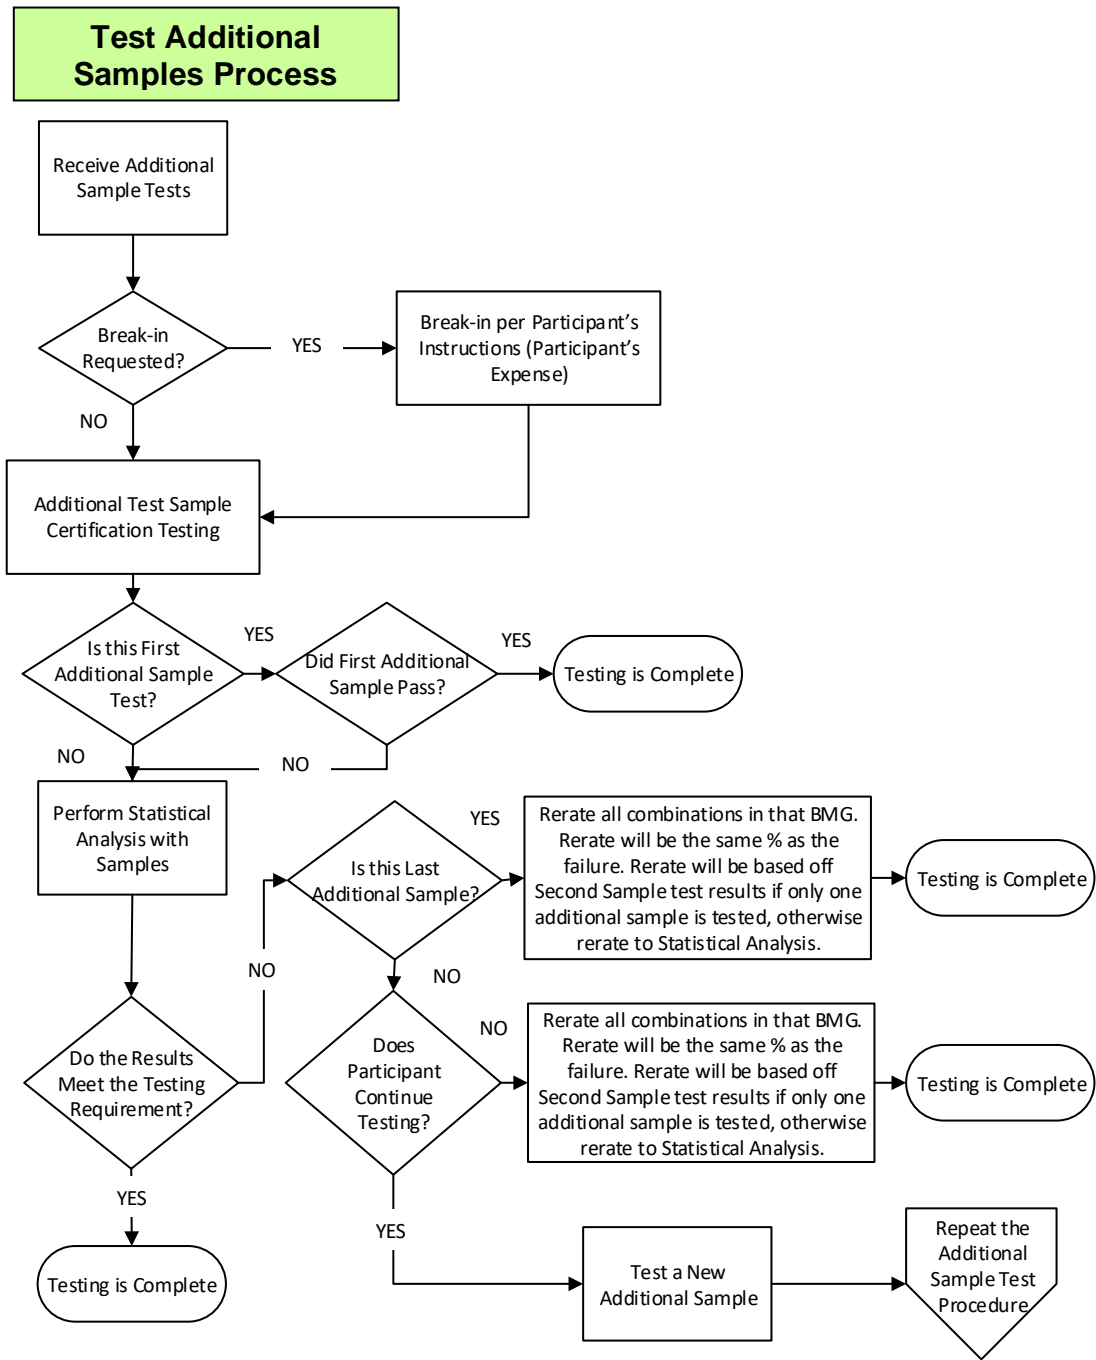 Test Additional
Samples Process
Receive Additional
Sample Tests
Break-in
Requested?
YES
Break-in per Participant’s
Instructions (Participant’s
Expense)
NO
Additional Test Sample
Certification Testing
Is this First
Additional Sample
Test?
YES
Did First Additional
Sample Pass?
YES
Testing is Complete
NO
NO
Perform Statistical
Analysis with
Samples
Is this Last
Additional Sample?
YES
Rerate all combinations in that BMG.
Rerate will be the same % as the
failure. Rerate will be based off
Second Sample test results if only one
additional sample is tested, otherwise
rerate to Statistical Analysis.
Testing is Complete
NO
NO
Do the Results
Meet the Testing
Requirement?
Does
Participant
Continue
Testing?
NO
Rerate all combinations in that BMG.
Rerate will be the same % as the
failure. Rerate will be based off
Second Sample test results if only one
additional sample is tested, otherwise
rerate to Statistical Analysis.
Testing is Complete
YES
Testing is Complete
YES
Test a New
Additional Sample
Repeat the
Additional
Sample Test
Procedure